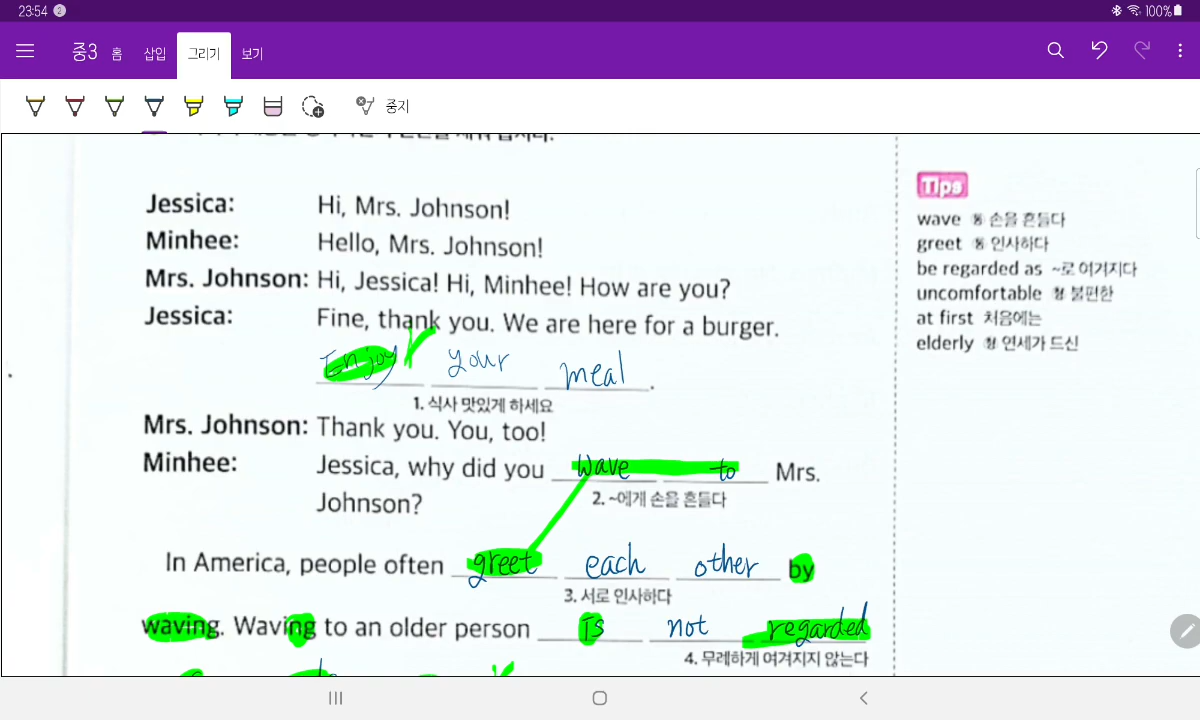 23:54 2 100%
중3 홈 삽입 그리기 보기
중지
Jessica: Hi, Mrs. Johnson!
Minhee: Hello, Mrs. Johnson!
Mrs. Johnson: Hi, Jessica! Hi, Minhee! How are you?
Jessica: Fine, thank you. We are here for a burger.
Enjoy your meal.
1. 식사 맛있게 하세요
Mrs. Johnson: Thank you. You, too!
Minhee: Jessica, why did you wave to Mrs.
Johnson?
2. ~에게 손을 흔들다
In America, people often greet each other by
3. 서로 인사하다
waving. Waving to an older person is not regarded
4. 무례하게 여겨지지 않는다
Tips
wave 동 손을 흔들다
greet 동 인사하다
be regarded as ~로 여겨지다
uncomfortable 형 불편한
at first 처음에는
elderly 형 연세가 드신